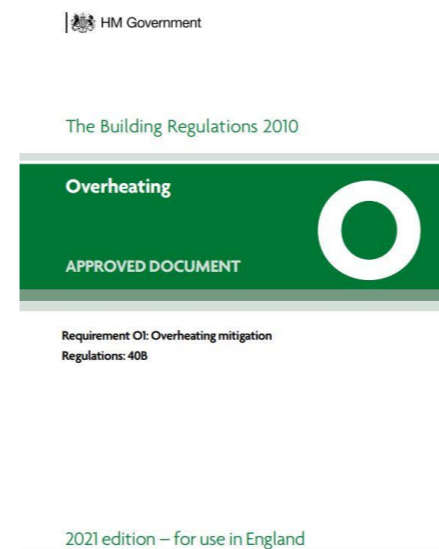 HM Government
The Building Regulations 2010
Overheating
O
APPROVED DOCUMENT
Requirement O1: Overheating mitigation
Regulations: 40B
2021 edition – for use in England